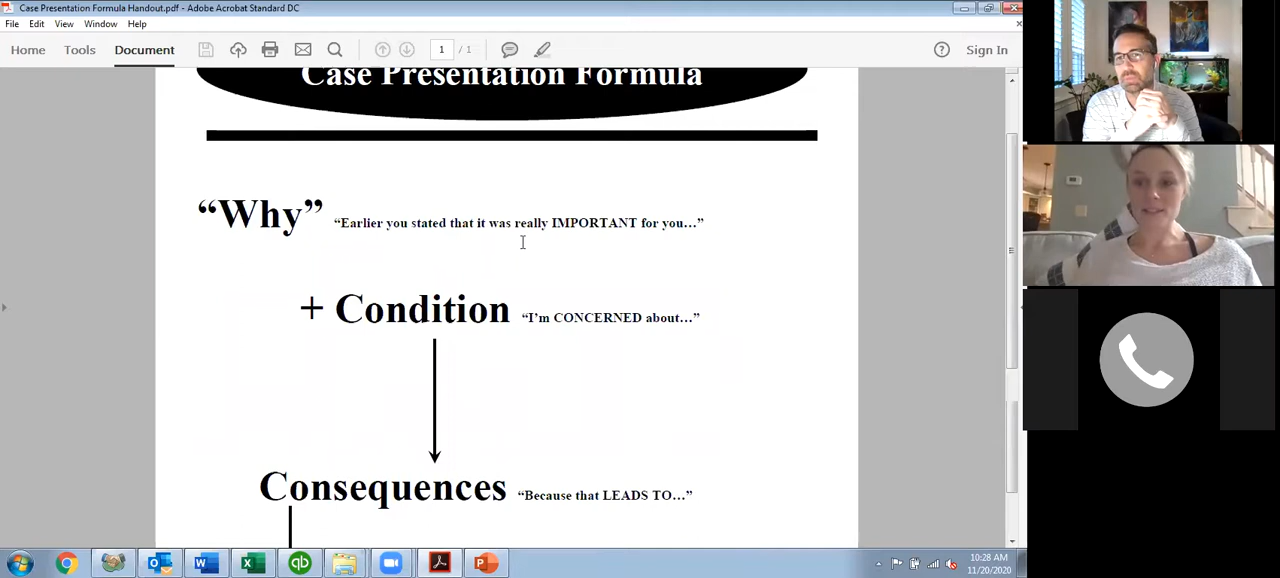 Case Presentation Formula Handout.pdf - Adobe Acrobat Standard DC
File Edit View Window Help
Home Tools Document 1 / 1 Sign In
Case Presentation Formula
“Why” “Earlier you stated that it was really IMPORTANT for you…”
+ Condition “I’m CONCERNED about…”
Consequences “Because that LEADS TO…”
10:28 AM
11/20/2020